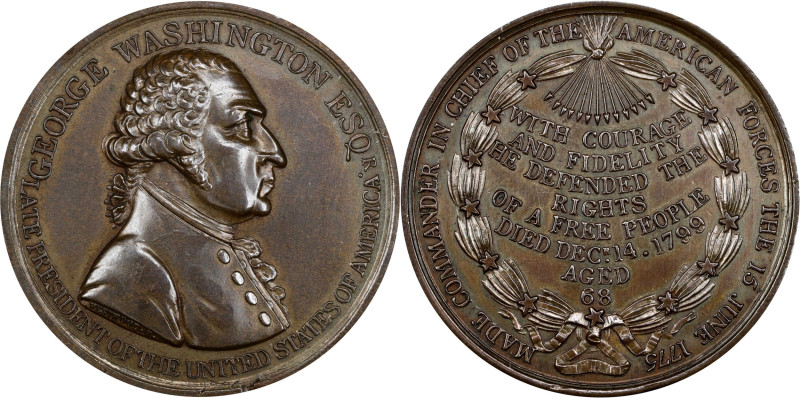 GEORGE WASHINGTON ESQR.
LATE PRESIDENT OF THE UNITED STATES OF AMERICA
MADE COMMANDER IN CHIEF OF THE AMERICAN FORCES THE 15 JUNE 1775
WITH COURAGE
AND FIDELITY
HE DEFENDED THE
RIGHTS
OF A FREE PEOPLE
DIED DEC: 14. 1799
AGED
68